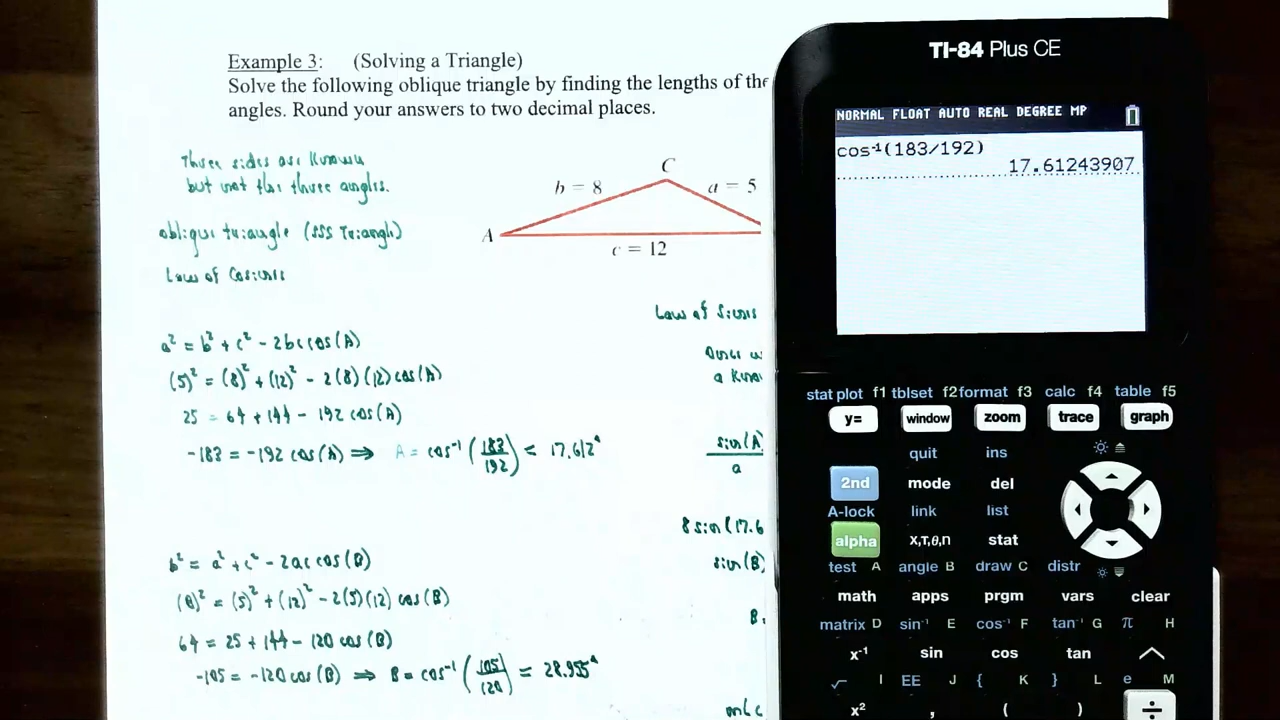 Example 3: (Solving a Triangle)
Solve the following oblique triangle by finding the lengths of the
angles. Round your answers to two decimal places.
Three sides are known
but not the three angles.
oblique triangle (SSS Triangle)
Law of Cosines
C
b = 8
a = 5
A
c = 12
a² = b² + c² - 2bc cos(A)
(5)² = (8)² + (12)² - 2(8)(12) cos(A)
25 = 64 + 144 - 192 cos(A)
-183 = -192 cos(A) ⇒ A = cos⁻¹(183/192) = 17.612°
b² = a² + c² - 2ac cos(B)
(8)² = (5)² + (12)² - 2(5)(12) cos(B)
64 = 25 + 144 - 120 cos(B)
-105 = -120 cos(B) ⇒ B = cos⁻¹(105/120) = 28.955°
Law of Sines
a
sin(A)
a
8 sin(17.6
sin(B)
B
TI-84 Plus CE
NORMAL FLOAT AUTO REAL DEGREE MP
cos⁻¹(183/192)
17.61243907
stat plot f1 tblset f2 format f3 calc f4 table f5
y= window zoom trace graph
quit ins
2nd mode del
A-lock link list
alpha x,T,θ,n stat
test A angle B draw C distr
math apps prgm vars clear
matrix D sin⁻¹ E cos⁻¹ F tan⁻¹ G π H
x⁻¹ sin cos tan ^
√ I EE J { K } L e M
x² , ( ) ÷